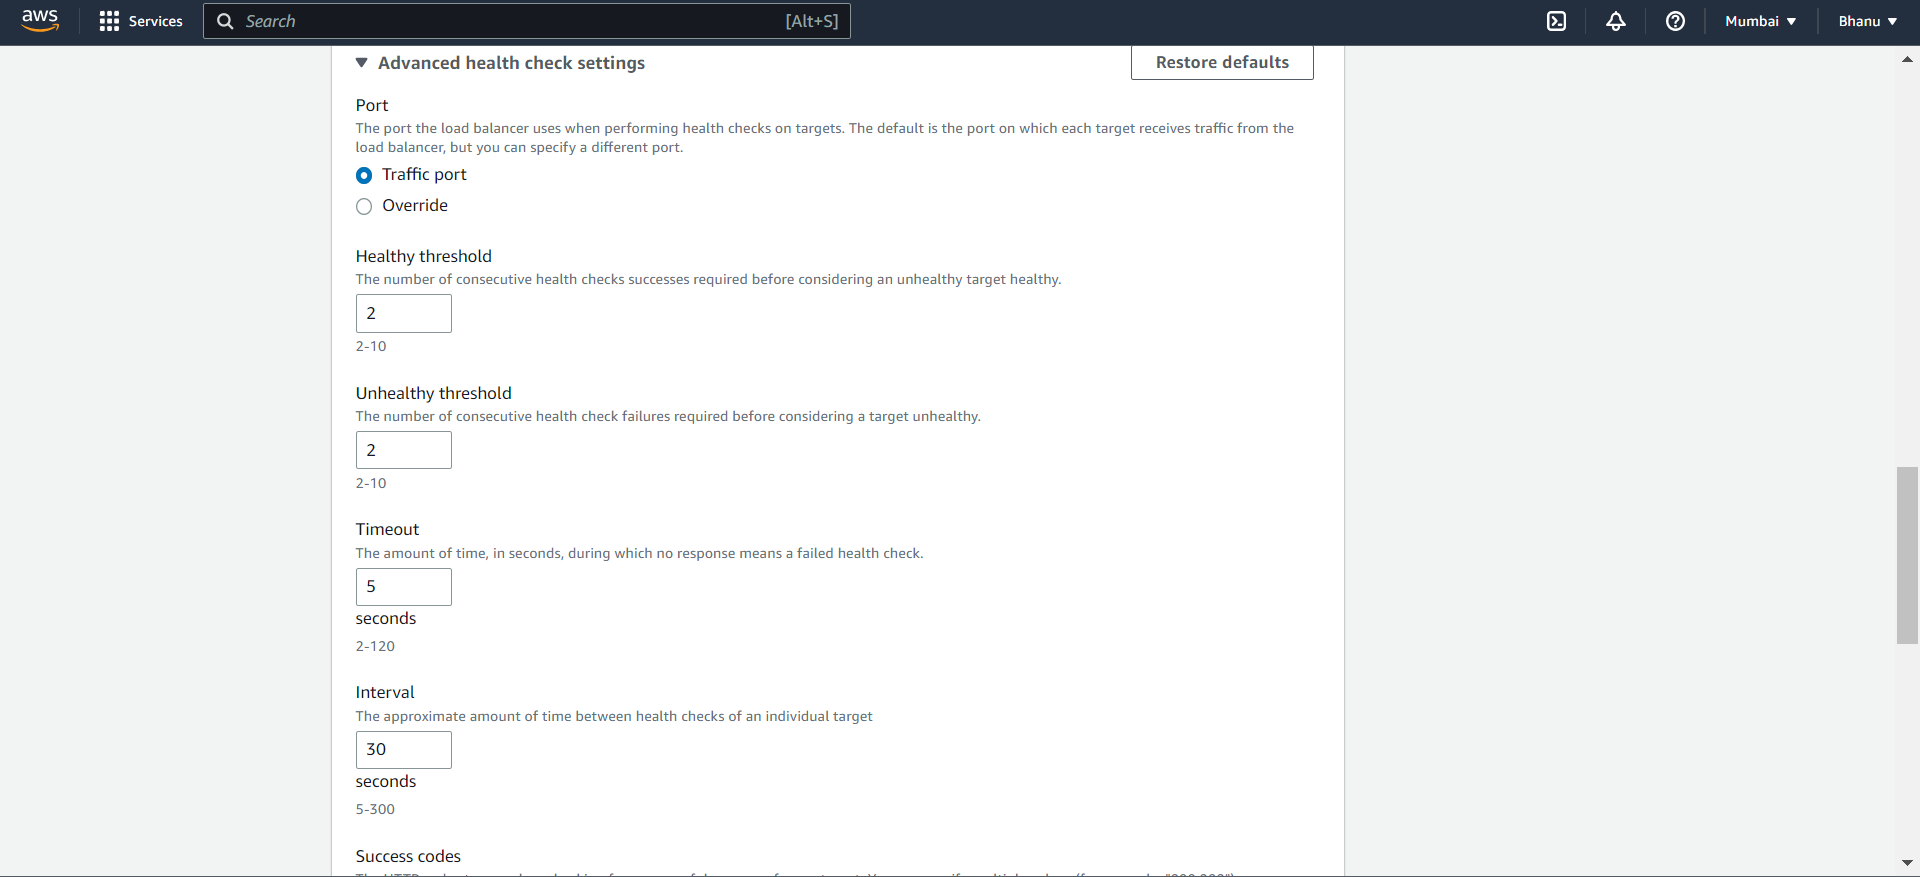 aws Services Search [Alt+S] Mumbai Bhanu
Advanced health check settings Restore defaults
Port
The port the load balancer uses when performing health checks on targets. The default is the port on which each target receives traffic from the
load balancer, but you can specify a different port.
Traffic port
Override
Healthy threshold
The number of consecutive health checks successes required before considering an unhealthy target healthy.
2
2-10
Unhealthy threshold
The number of consecutive health check failures required before considering a target unhealthy.
2
2-10
Timeout
The amount of time, in seconds, during which no response means a failed health check.
5
seconds
2-120
Interval
The approximate amount of time between health checks of an individual target
30
seconds
5-300
Success codes